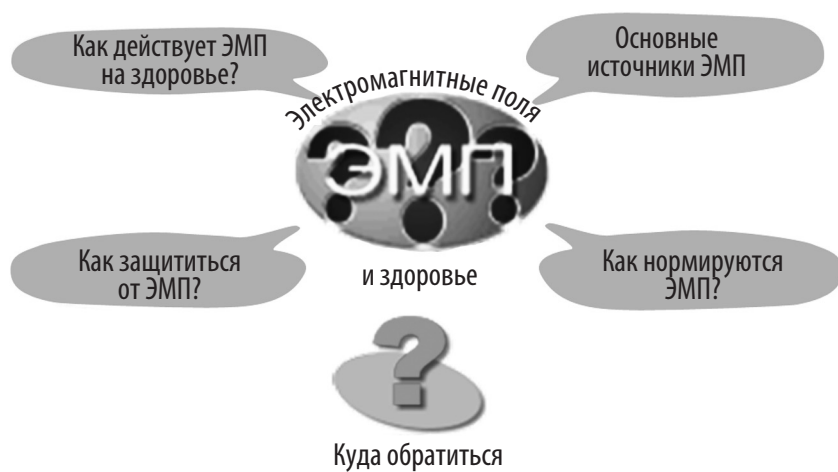 Как действует ЭМП
на здоровье?
Основные
источники ЭМП
Электромагнитные поля
ЭМП
Как защититься
от ЭМП?
и здоровье
Как нормируются
ЭМП?
Куда обратиться